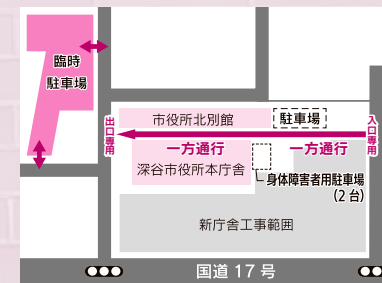 臨時
駐車場
市役所北別館
駐車場
出口専用
入口専用
一方通行
一方通行
深谷市役所本庁舎
身体障害者用駐車場
(2台)
新庁舎工事範囲
国道17号